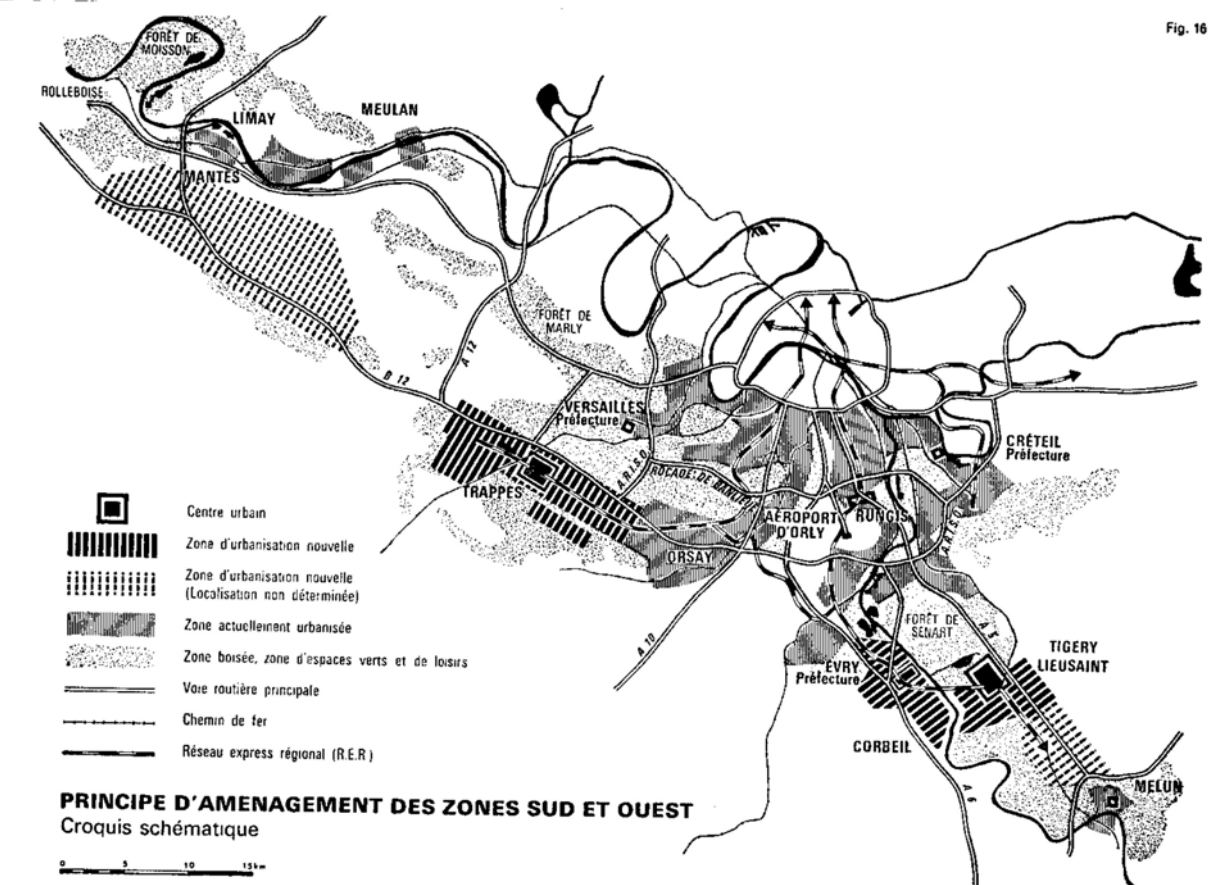 Fig. 16
FORÊT DE
MOISSON
ROLLEBOISE
LIMAY
MEULAN
MANTES
FORÊT DE
MARLY
A 12
B 12
VERSAILLES
Préfecture
CRÉTEIL
Préfecture
A R I S O
ROCADE DE BANLIEUE
TRAPPES
AÉROPORT
D'ORLY
RUNGIS
A R I S O
ORSAY
A 10
FORÊT DE
SENART
A 5
TIGERY
LIEUSAINT
ÉVRY
Préfecture
CORBEIL
A 6
MELUN
Centre urbain
Zone d'urbanisation nouvelle
Zone d'urbanisation nouvelle
(Localisation non déterminée)
Zone actuellement urbanisée
Zone boisée, zone d'espaces verts et de loisirs
Voie routière principale
Chemin de fer
Réseau express régional (R.E.R)
PRINCIPE D'AMENAGEMENT DES ZONES SUD ET OUEST
Croquis schématique
0 5 10 15 km